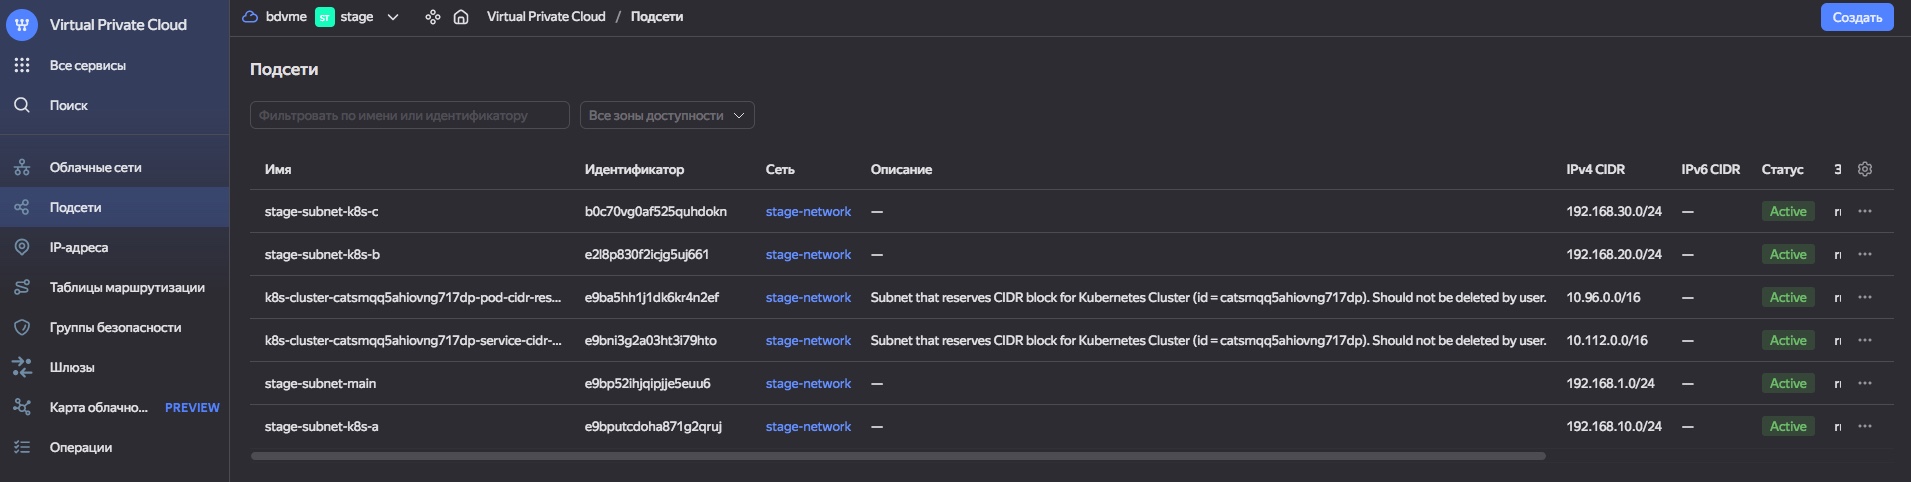 Virtual Private Cloud
Все сервисы
Поиск
Облачные сети
Подсети
IP-адреса
Таблицы маршрутизации
Группы безопасности
Шлюзы
Карта облачно... PREVIEW
Операции
bdvme ST stage Virtual Private Cloud / Подсети Создать
Подсети
Фильтровать по имени или идентификатору Все зоны доступности
Имя Идентификатор Сеть Описание IPv4 CIDR IPv6 CIDR Статус
stage-subnet-k8s-c b0c70vg0af525quhdokn stage-network — 192.168.30.0/24 — Active
stage-subnet-k8s-b e2l8p830f2icjg5uj661 stage-network — 192.168.20.0/24 — Active
k8s-cluster-catsmqq5ahiovng717dp-pod-cidr-res... e9ba5hh1j1dk6kr4n2ef stage-network Subnet that reserves CIDR block for Kubernetes Cluster (id = catsmqq5ahiovng717dp). Should not be deleted by user. 10.96.0.0/16 — Active
k8s-cluster-catsmqq5ahiovng717dp-service-cidr-... e9bni3g2a03ht3i79hto stage-network Subnet that reserves CIDR block for Kubernetes Cluster (id = catsmqq5ahiovng717dp). Should not be deleted by user. 10.112.0.0/16 — Active
stage-subnet-main e9bp52ihjqipjje5euu6 stage-network — 192.168.1.0/24 — Active
stage-subnet-k8s-a e9bputcdoha871g2qruj stage-network — 192.168.10.0/24 — Active